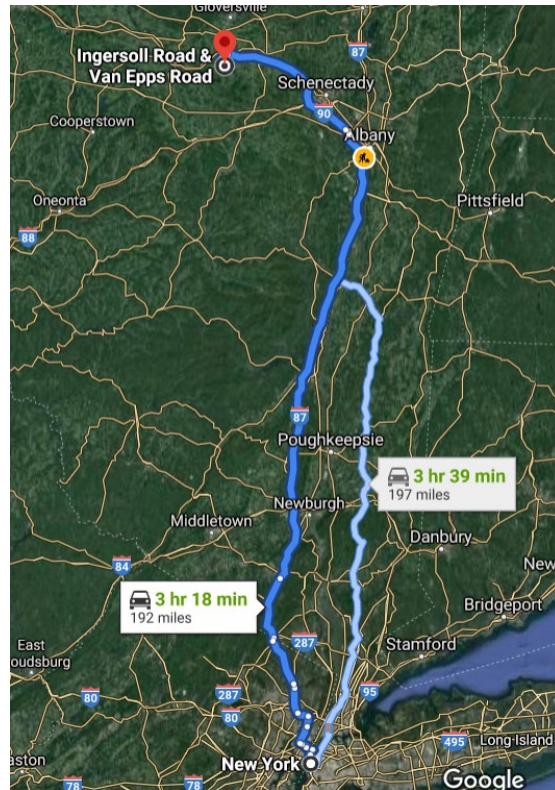 Gloversville
Ingersoll Road &
Van Epps Road
87
Schenectady
90
Cooperstown
Albany
Oneonta
Pittsfield
88
87
Poughkeepsie
3 hr 39 min
197 miles
Newburgh
Middletown
Danbury
84
New
3 hr 18 min
192 miles
Bridgeport
East
oudsburg
287
Stamford
287
95
80
80
New York
495
Long Island
aston
78
78
Google